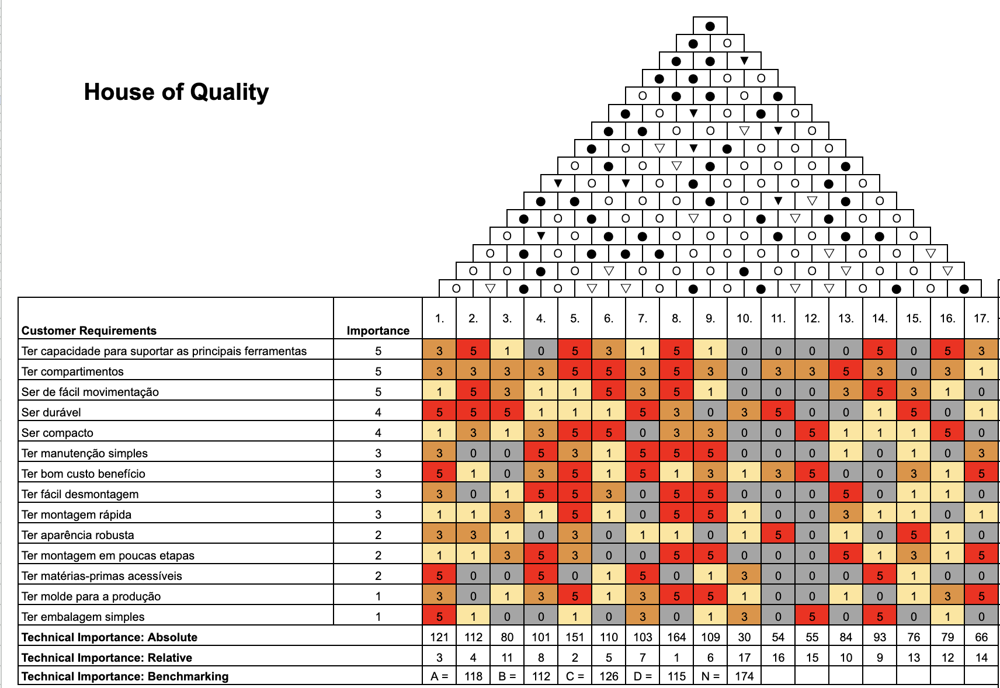 ●
● O
● ● ▼
House of Quality
● ● O O
O ● ● O ●
● O ▼ O ● O
● ● O O ▽ ▼ O
● O ▽ ▼ ● O O O
O ● O ▽ ● O O O ●
▼ O ▼ O ● O O O ● O
● ● O O O ● O ▼ ▽ ● O
● O ● O O ▽ O ● ▽ ● O O
O ▼ O ● ● O O O ● O ● ● O
O ● O ● ● ● O O O O ▽ O O ▽
O O ● O ▽ O O O ● O O ▽ O O ▽
O ▽ ● O ▽ ▽ O ● O ● ▽ ▽ O ● O ●
Customer Requirements Importance 1. 2. 3. 4. 5. 6. 7. 8. 9. 10. 11. 12. 13. 14. 15. 16. 17.
Ter capacidade para suportar as principais ferramentas 5 3 5 1 0 5 3 1 5 1 0 0 0 0 5 0 5 3
Ter compartimentos 5 3 3 3 3 5 5 3 5 3 0 3 3 5 3 0 3 1
Ser de fácil movimentação 5 1 5 3 1 1 5 3 5 1 0 0 0 3 5 3 1 0
Ser durável 4 5 5 5 1 1 1 5 3 0 3 5 0 0 1 5 0 1
Ser compacto 4 1 3 1 3 5 5 0 3 3 0 0 5 1 1 1 5 0
Ter manutenção simples 3 3 0 0 5 3 1 5 5 5 0 0 0 1 0 1 0 3
Ter bom custo benefício 3 5 1 0 3 5 1 5 1 3 1 3 5 0 0 3 1 5
Ter fácil desmontagem 3 3 0 1 5 5 3 0 5 5 0 0 0 5 0 1 1 0
Ter montagem rápida 3 1 1 3 1 5 1 0 5 5 1 0 0 3 1 1 0 1
Ter aparência robusta 2 3 3 1 0 3 0 1 1 0 1 5 0 1 0 5 1 0
Ter montagem em poucas etapas 2 1 1 3 5 3 0 0 5 5 0 0 0 5 1 3 1 5
Ter matérias-primas acessíveis 2 5 0 0 5 0 1 5 0 1 3 0 0 0 5 1 0 0
Ter molde para a produção 1 3 0 1 3 5 1 3 5 5 1 0 0 1 0 1 3 5
Ter embalagem simples 1 5 1 0 0 1 0 3 0 1 3 0 5 0 5 0 1 0
Technical Importance: Absolute 121 112 80 101 151 110 103 164 109 30 54 55 84 93 76 79 66
Technical Importance: Relative 3 4 11 8 2 5 7 1 6 17 16 15 10 9 13 12 14
Technical Importance: Benchmarking A = 118 B = 112 C = 126 D = 115 N = 174